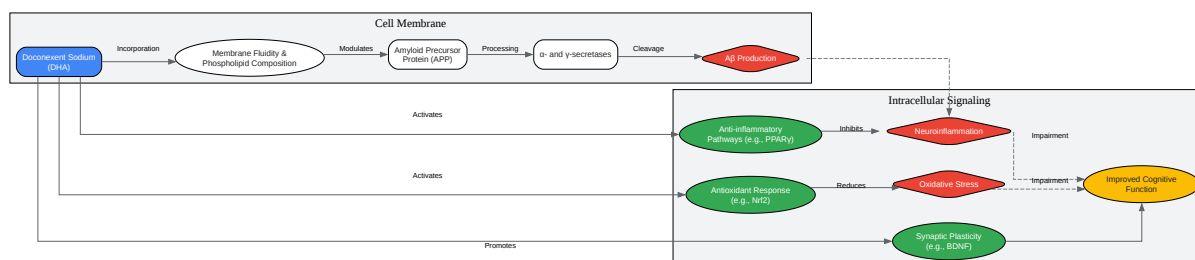 Cell Membrane
Doconexent Sodium
(DHA)
Incorporation
Membrane Fluidity &
Phospholipid Composition
Modulates
Amyloid Precursor
Protein (APP)
Processing
α- and γ-secretases
Cleavage
Aβ Production
Intracellular Signaling
Activates
Anti-inflammatory
Pathways (e.g., PPARγ)
Inhibits
Neuroinflammation
Impairment
Activates
Antioxidant Response
(e.g., Nrf2)
Reduces
Oxidative Stress
Impairment
Improved Cognitive
Function
Promotes
Synaptic Plasticity
(e.g., BDNF)